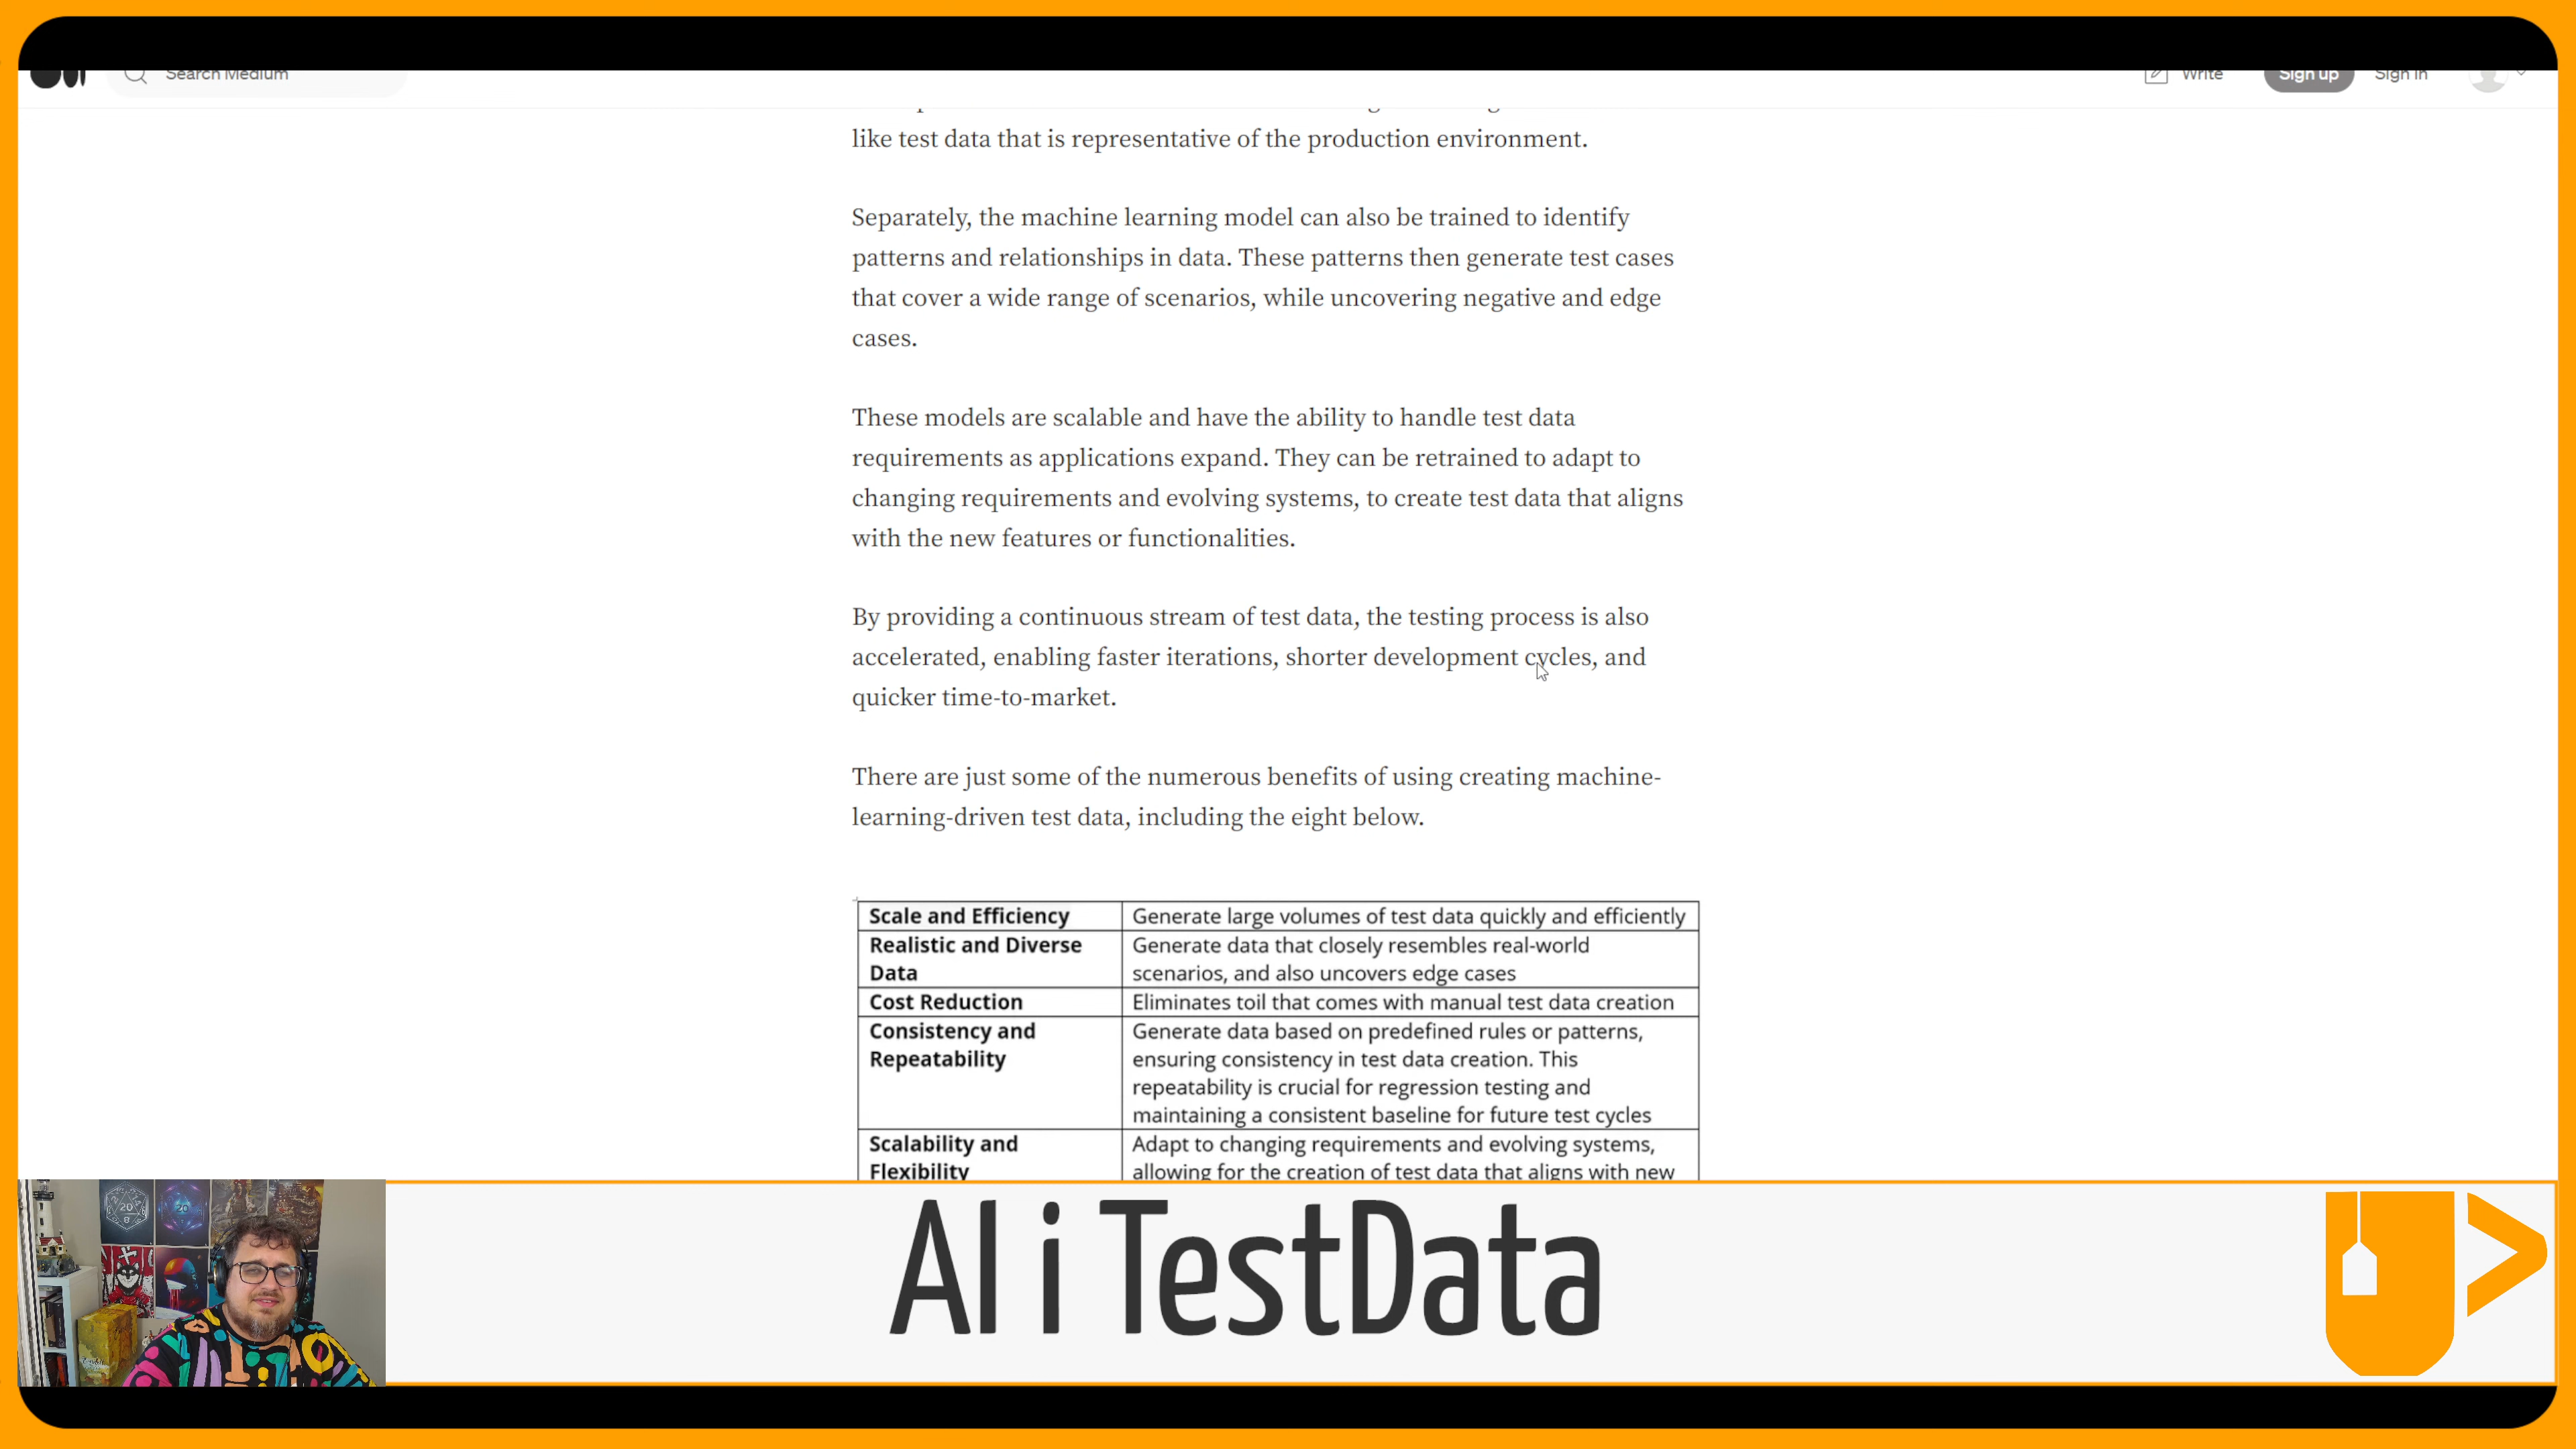 Search Medium
Write
Sign up
Sign In
like test data that is representative of the production environment.
Separately, the machine learning model can also be trained to identify
patterns and relationships in data. These patterns then generate test cases
that cover a wide range of scenarios, while uncovering negative and edge
cases.
These models are scalable and have the ability to handle test data
requirements as applications expand. They can be retrained to adapt to
changing requirements and evolving systems, to create test data that aligns
with the new features or functionalities.
By providing a continuous stream of test data, the testing process is also
accelerated, enabling faster iterations, shorter development cycles, and
quicker time-to-market.
There are just some of the numerous benefits of using creating machine-
learning-driven test data, including the eight below.
Scale and Efficiency
Generate large volumes of test data quickly and efficiently
Realistic and Diverse
Data
Generate data that closely resembles real-world
scenarios, and also uncovers edge cases
Cost Reduction
Eliminates toil that comes with manual test data creation
Consistency and
Repeatability
Generate data based on predefined rules or patterns,
ensuring consistency in test data creation. This
repeatability is crucial for regression testing and
maintaining a consistent baseline for future test cycles
Scalability and
Flexibility
Adapt to changing requirements and evolving systems,
allowing for the creation of test data that aligns with new
20
20
AI i TestData